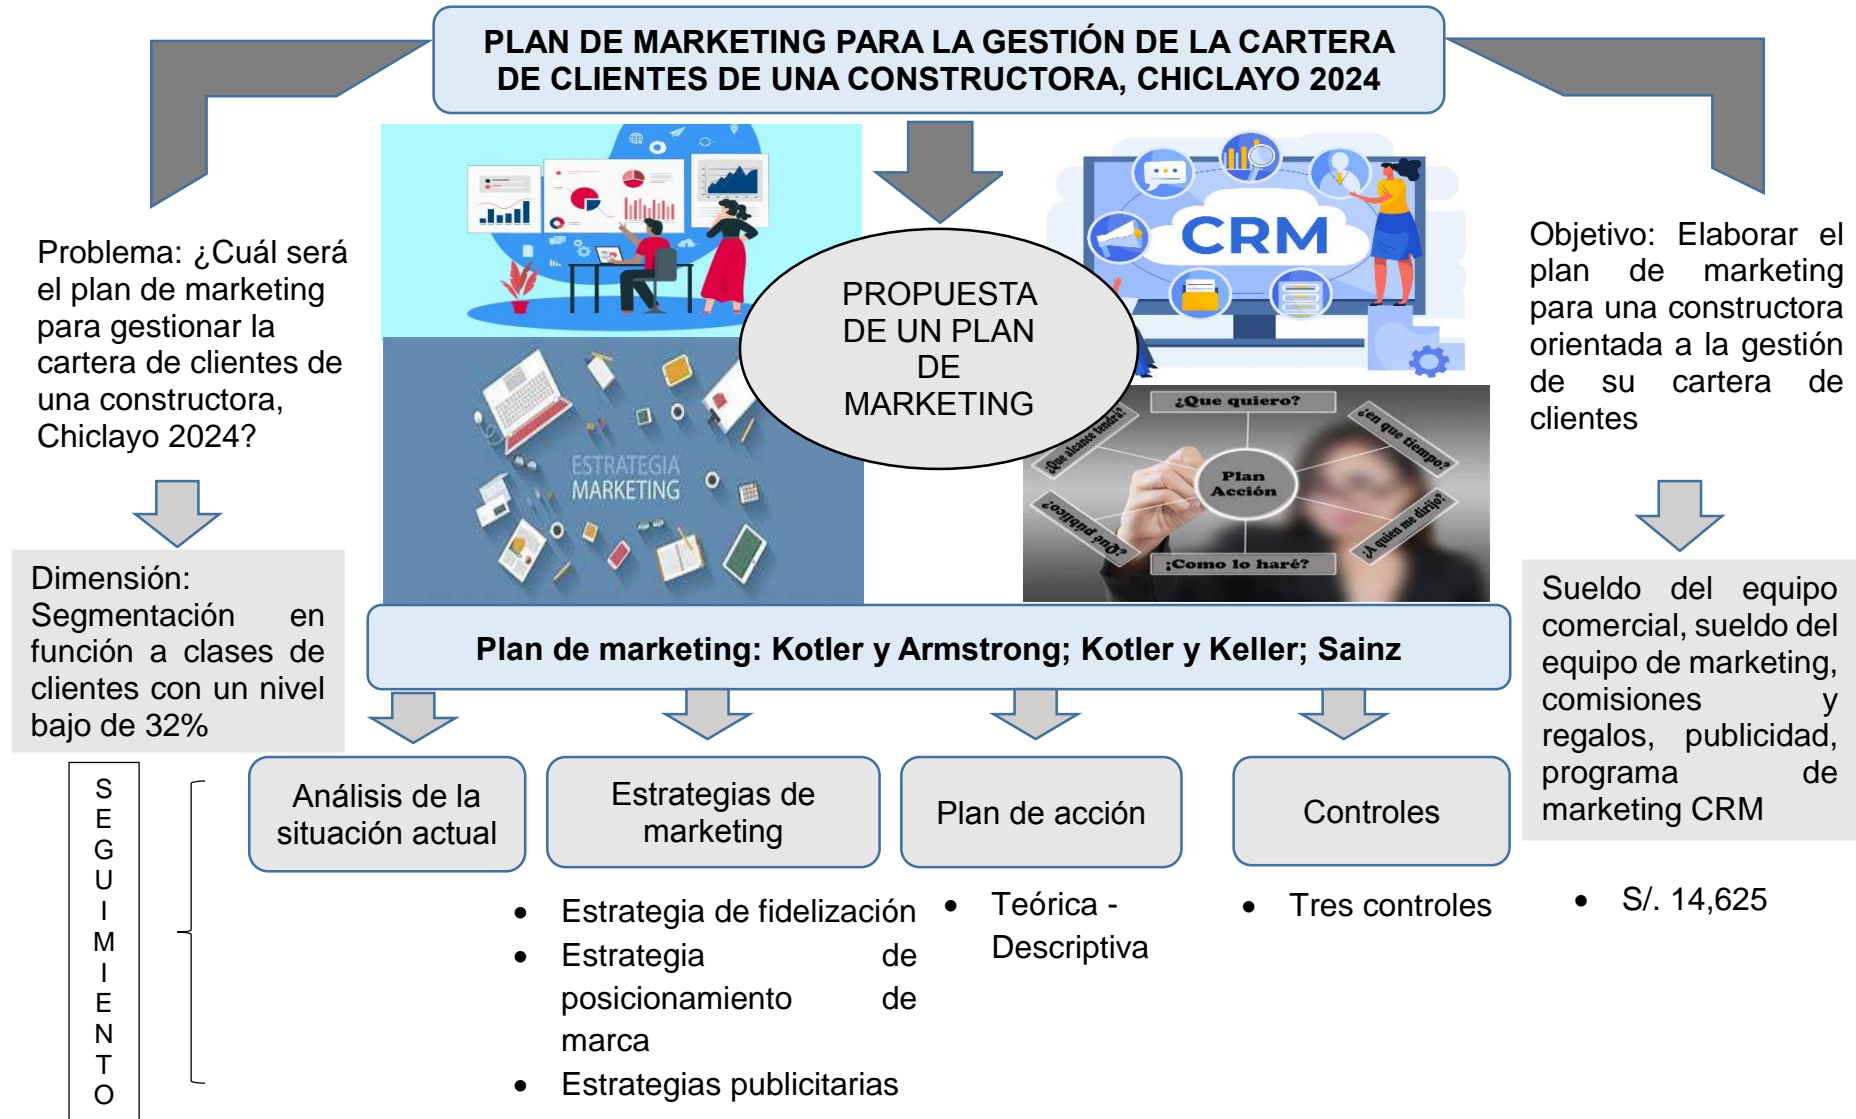 PLAN DE MARKETING PARA LA GESTIÓN DE LA CARTERA
DE CLIENTES DE UNA CONSTRUCTORA, CHICLAYO 2024
Problema: ¿Cuál será
el plan de marketing
para gestionar la
cartera de clientes de
una constructora,
Chiclayo 2024?
PROPUESTA
DE UN PLAN
DE
MARKETING
CRM
ESTRATEGIA
MARKETING
¿Que quiero?
¿Que alcance tendrá?
¿en que tiempo?
Plan
Acción
¿Qué público?
¿A quien me dirijo?
¡Como lo haré?
Objetivo: Elaborar el
plan de marketing
para una constructora
orientada a la gestión
de su cartera de
clientes
Dimensión:
Segmentación en
función a clases de
clientes con un nivel
bajo de 32%
Plan de marketing: Kotler y Armstrong; Kotler y Keller; Sainz
Sueldo del equipo
comercial, sueldo del
equipo de marketing,
comisiones y
regalos, publicidad,
programa de
marketing CRM
• S/. 14,625
S
E
G
U
I
M
I
E
N
T
O
Análisis de la
situación actual
Estrategias de
marketing
• Estrategia de fidelización
• Estrategia de
posicionamiento de
marca
• Estrategias publicitarias
Plan de acción
• Teórica -
Descriptiva
Controles
• Tres controles